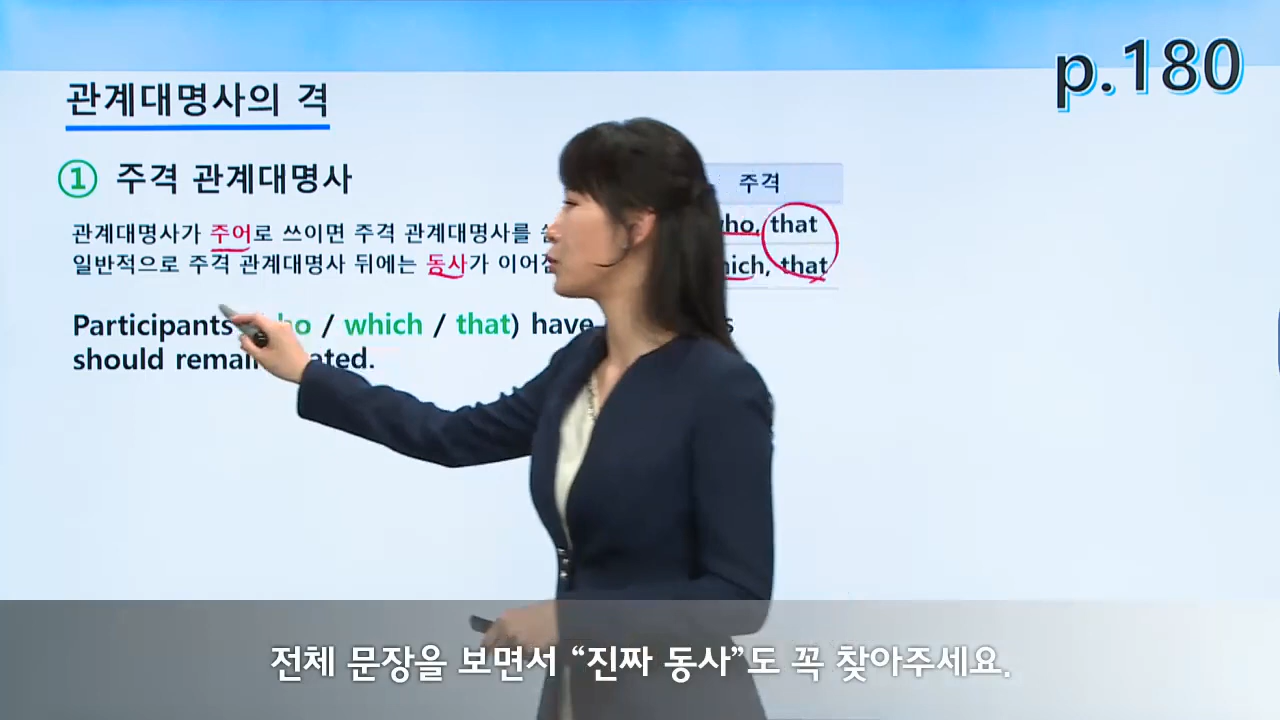 p.180
관계대명사의 격
① 주격 관계대명사
관계대명사가 주어로 쓰이면 주격 관계대명사를
일반적으로 주격 관계대명사 뒤에는 동사가
주격
that
that
Participants / which / that) have
should
전체 문장을 보면서 “진짜 동사”도 꼭 찾아주세요.